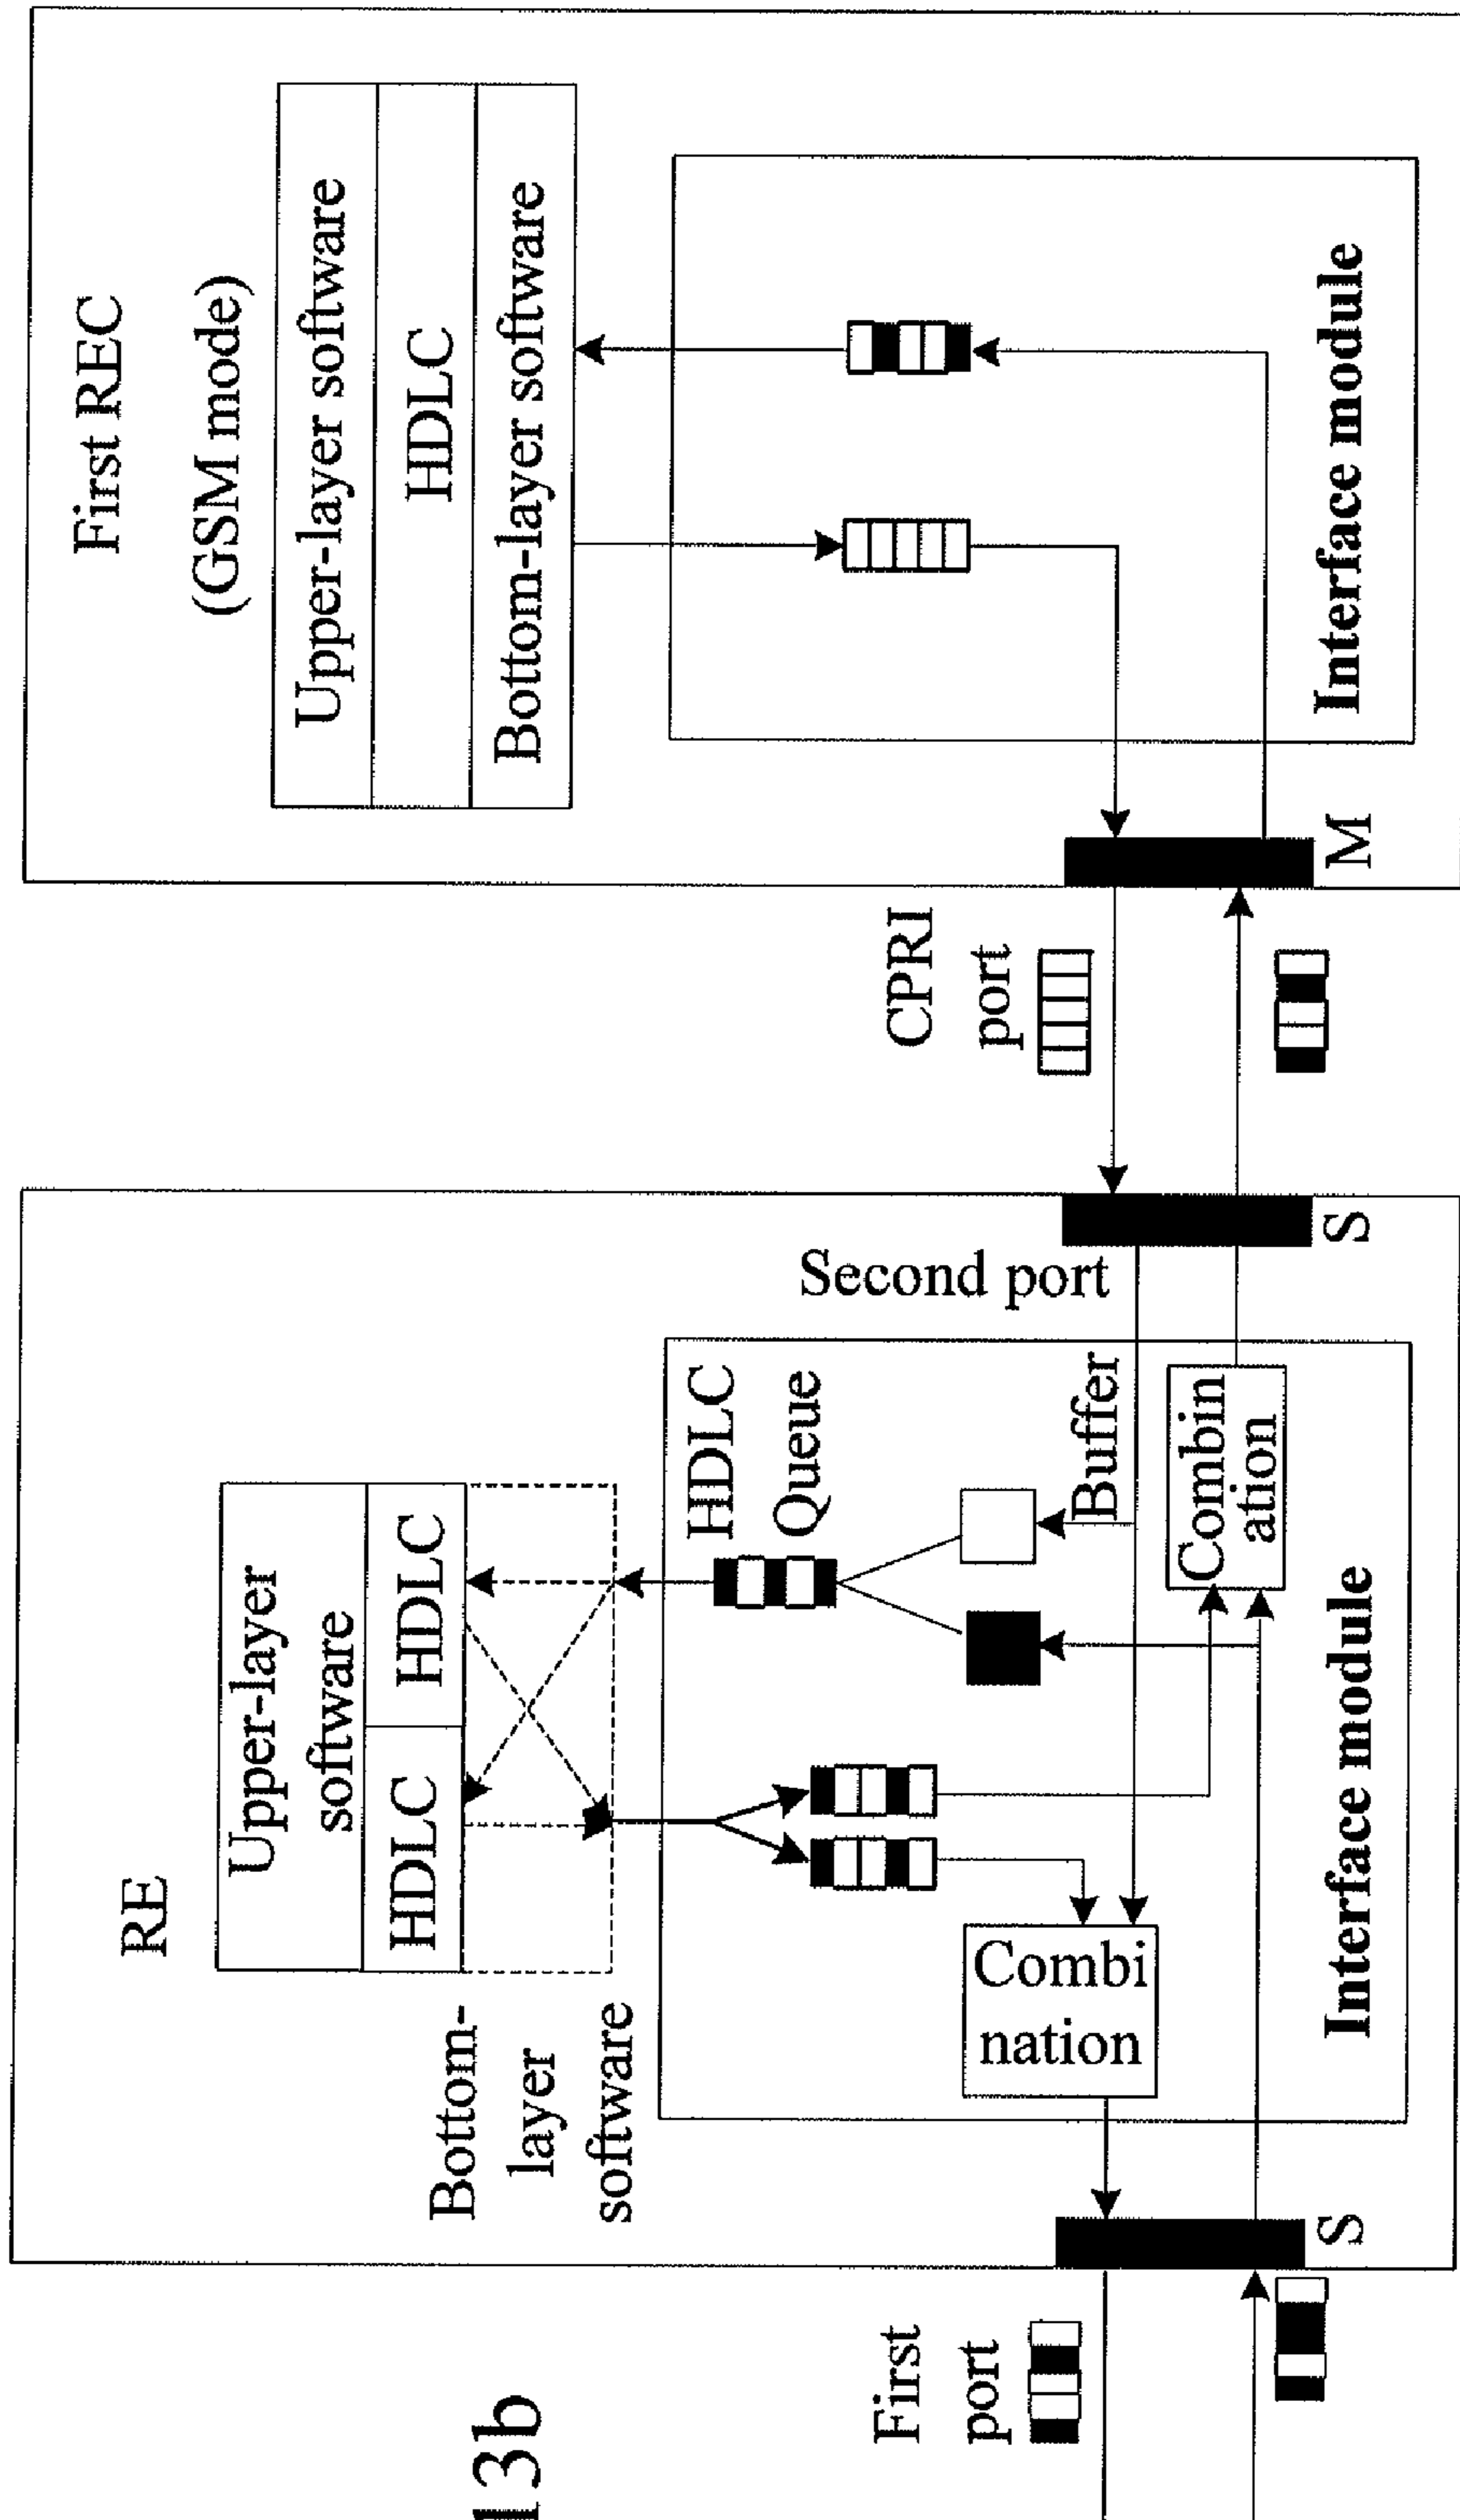 13b
RE
Upper-layer
software
HDLC
HDLC
Bottom-
layer
software
HDLC
Queue
Buffer
Combi
nation
Combin
ation
Interface module
First
port
S
Second port
S
CPRI
port
M
First REC
(GSM mode)
Upper-layer software
HDLC
Bottom-layer software
Interface module